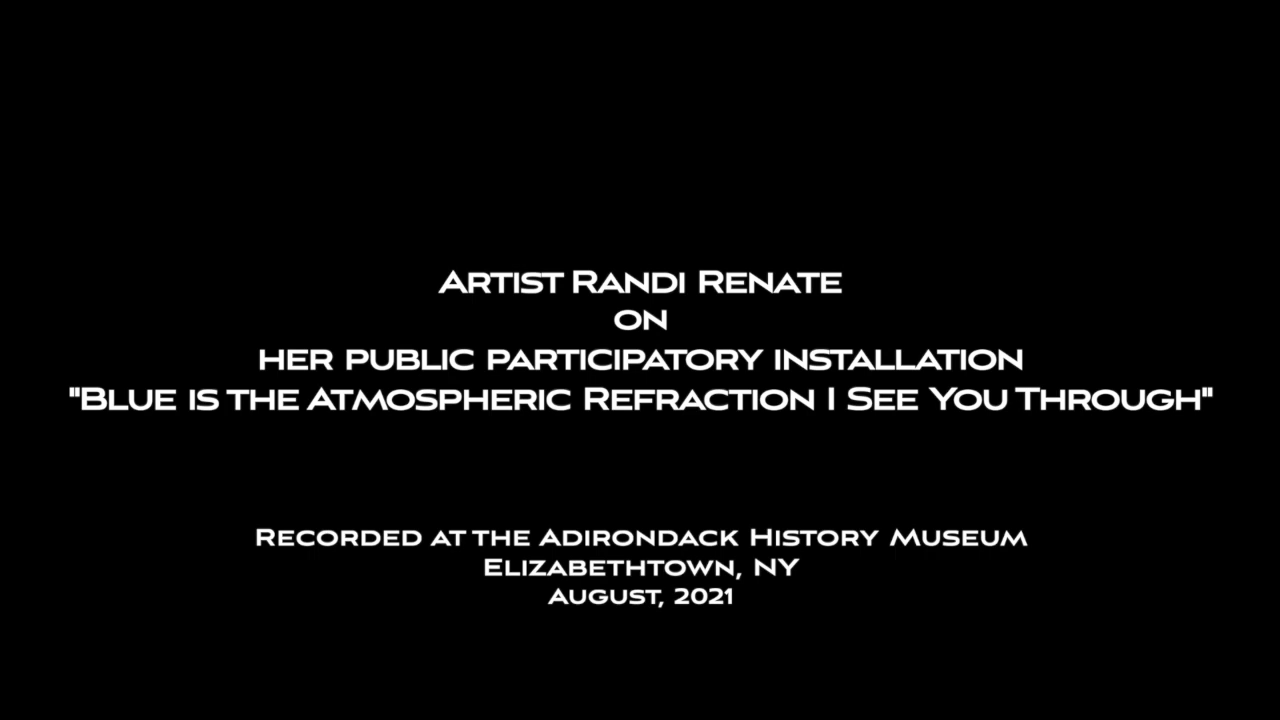 Artist Randi Renate
on
her public participatory installation
"Blue is the Atmospheric Refraction I See You Through"
Recorded at the Adirondack History Museum
Elizabethtown, NY
August, 2021